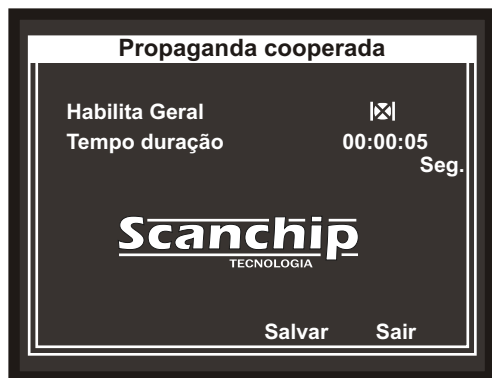 Propaganda cooperada
Habilita Geral
Tempo duração 00:00:05
Seg.
Scanchip
TECNOLOGIA
Salvar Sair